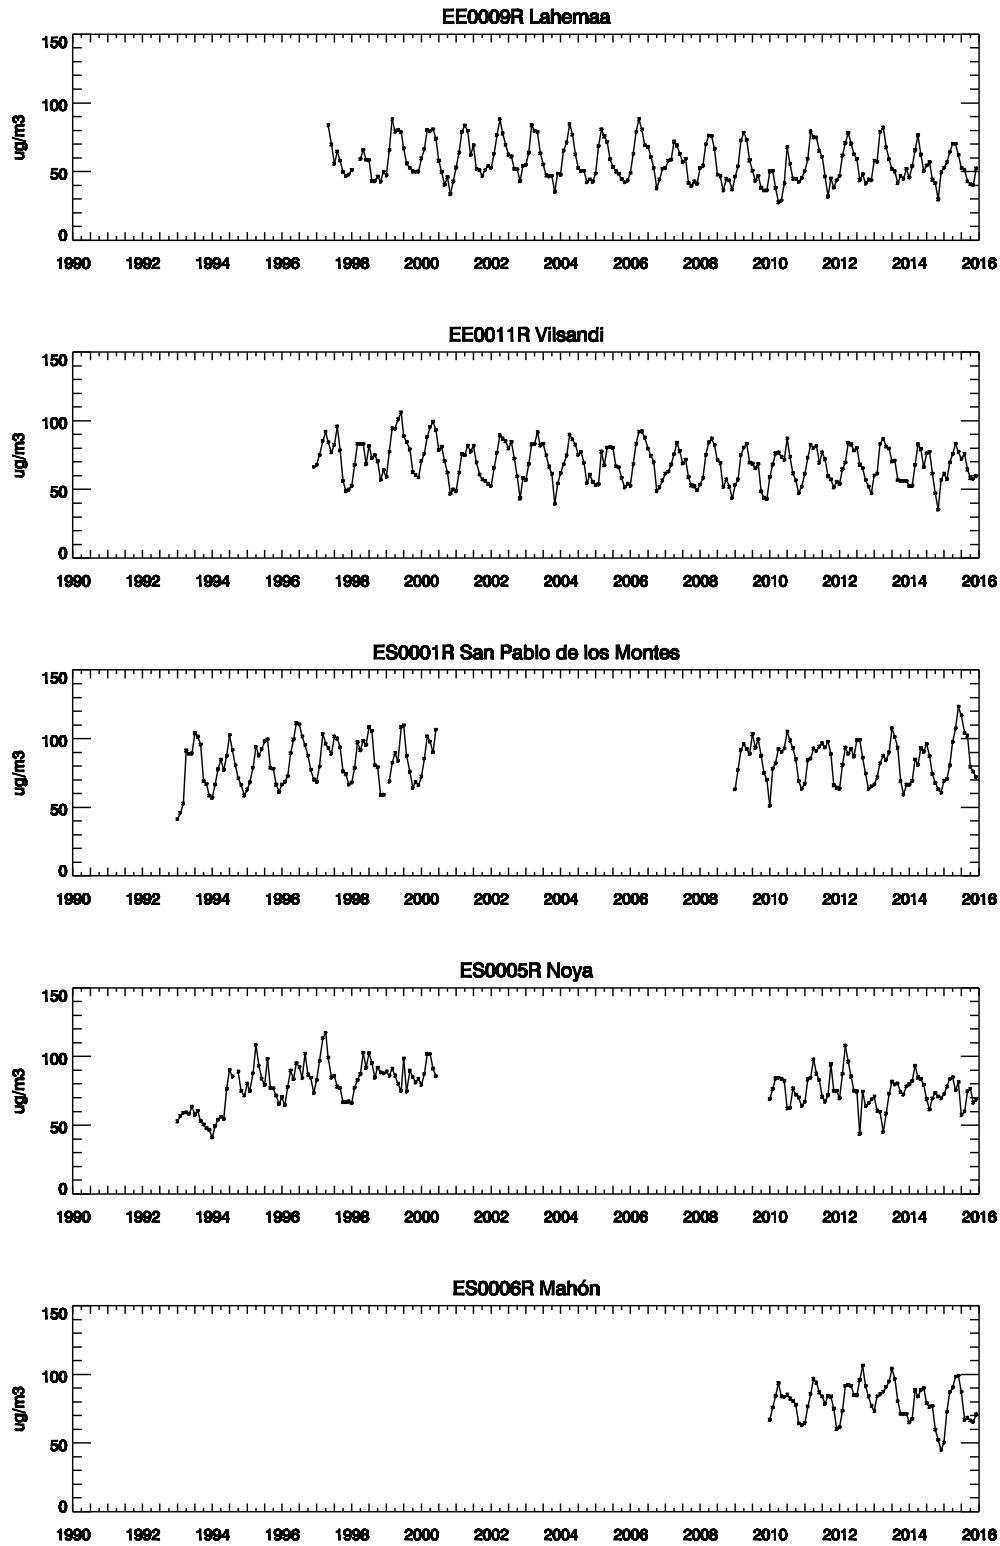 EE0009R Lahemaa
150
100
ug/m3
50
0
1990 1992 1994 1996 1998 2000 2002 2004 2006 2008 2010 2012 2014 2016
EE0011R Vilsandi
150
100
ug/m3
50
0
1990 1992 1994 1996 1998 2000 2002 2004 2006 2008 2010 2012 2014 2016
ES0001R San Pablo de los Montes
150
100
ug/m3
50
0
1990 1992 1994 1996 1998 2000 2002 2004 2006 2008 2010 2012 2014 2016
ES0005R Noya
150
100
ug/m3
50
0
1990 1992 1994 1996 1998 2000 2002 2004 2006 2008 2010 2012 2014 2016
ES0006R Mahón
150
100
ug/m3
50
0
1990 1992 1994 1996 1998 2000 2002 2004 2006 2008 2010 2012 2014 2016